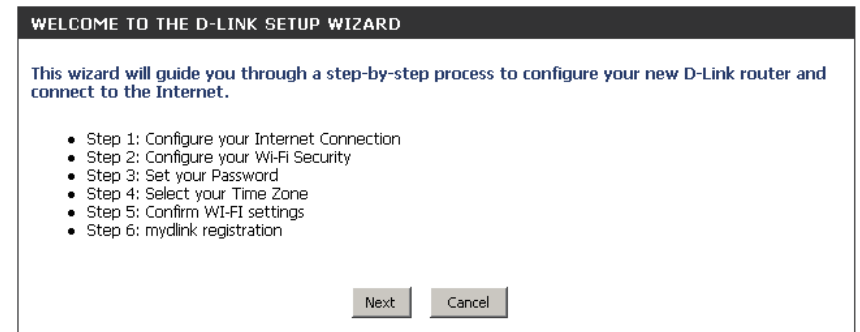 WELCOME TO THE D-LINK SETUP WIZARD
This wizard will guide you through a step-by-step process to configure your new D-Link router and
connect to the Internet.
• Step 1: Configure your Internet Connection
• Step 2: Configure your Wi-Fi Security
• Step 3: Set your Password
• Step 4: Select your Time Zone
• Step 5: Confirm WI-FI settings
• Step 6: mydlink registration
Next Cancel